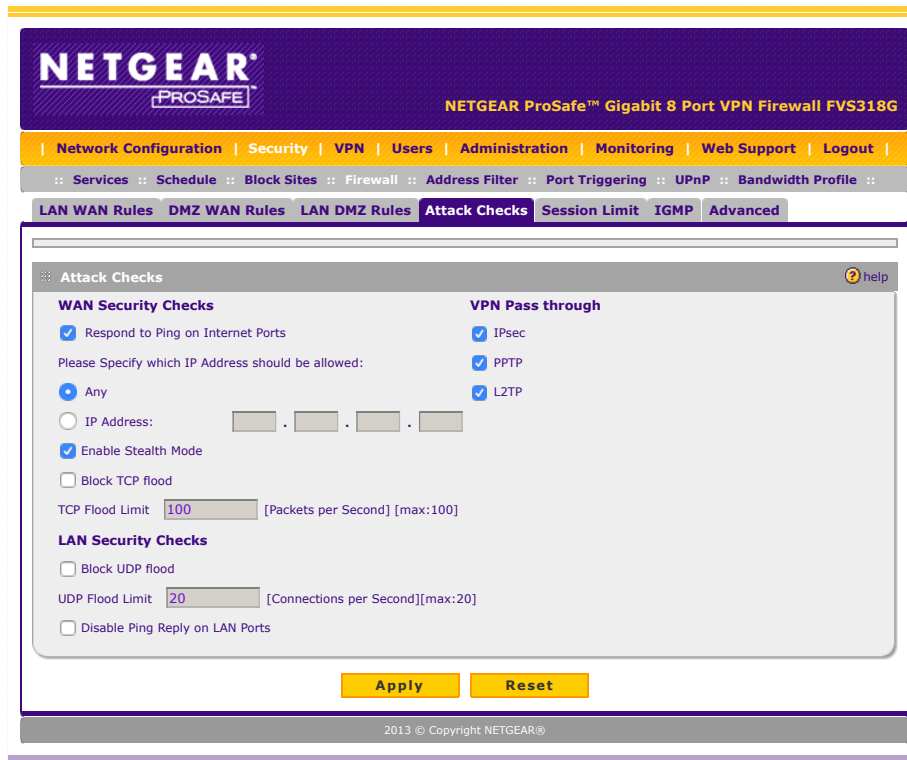 NETGEAR®
PROSAFE™
NETGEAR ProSafe™ Gigabit 8 Port VPN Firewall FVS318G
| Network Configuration | Security | VPN | Users | Administration | Monitoring | Web Support | Logout |
:: Services :: Schedule :: Block Sites :: Firewall :: Address Filter :: Port Triggering :: UPnP :: Bandwidth Profile ::
LAN WAN Rules DMZ WAN Rules LAN DMZ Rules Attack Checks Session Limit IGMP Advanced
Attack Checks ? help
WAN Security Checks
Respond to Ping on Internet Ports
Please Specify which IP Address should be allowed:
Any
IP Address: . . .
Enable Stealth Mode
Block TCP flood
TCP Flood Limit 100 [Packets per Second] [max:100]
LAN Security Checks
Block UDP flood
UDP Flood Limit 20 [Connections per Second][max:20]
Disable Ping Reply on LAN Ports
VPN Pass through
IPsec
PPTP
L2TP
Apply Reset
2013 © Copyright NETGEAR®